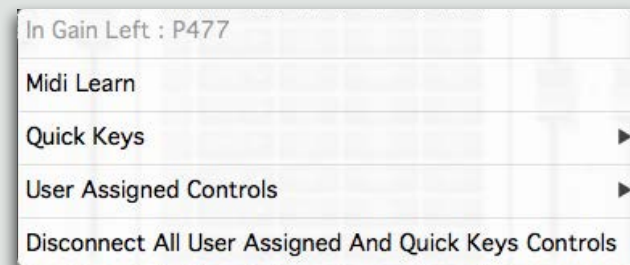 In Gain Left : P477
Midi Learn
Quick Keys
User Assigned Controls
Disconnect All User Assigned And Quick Keys Controls